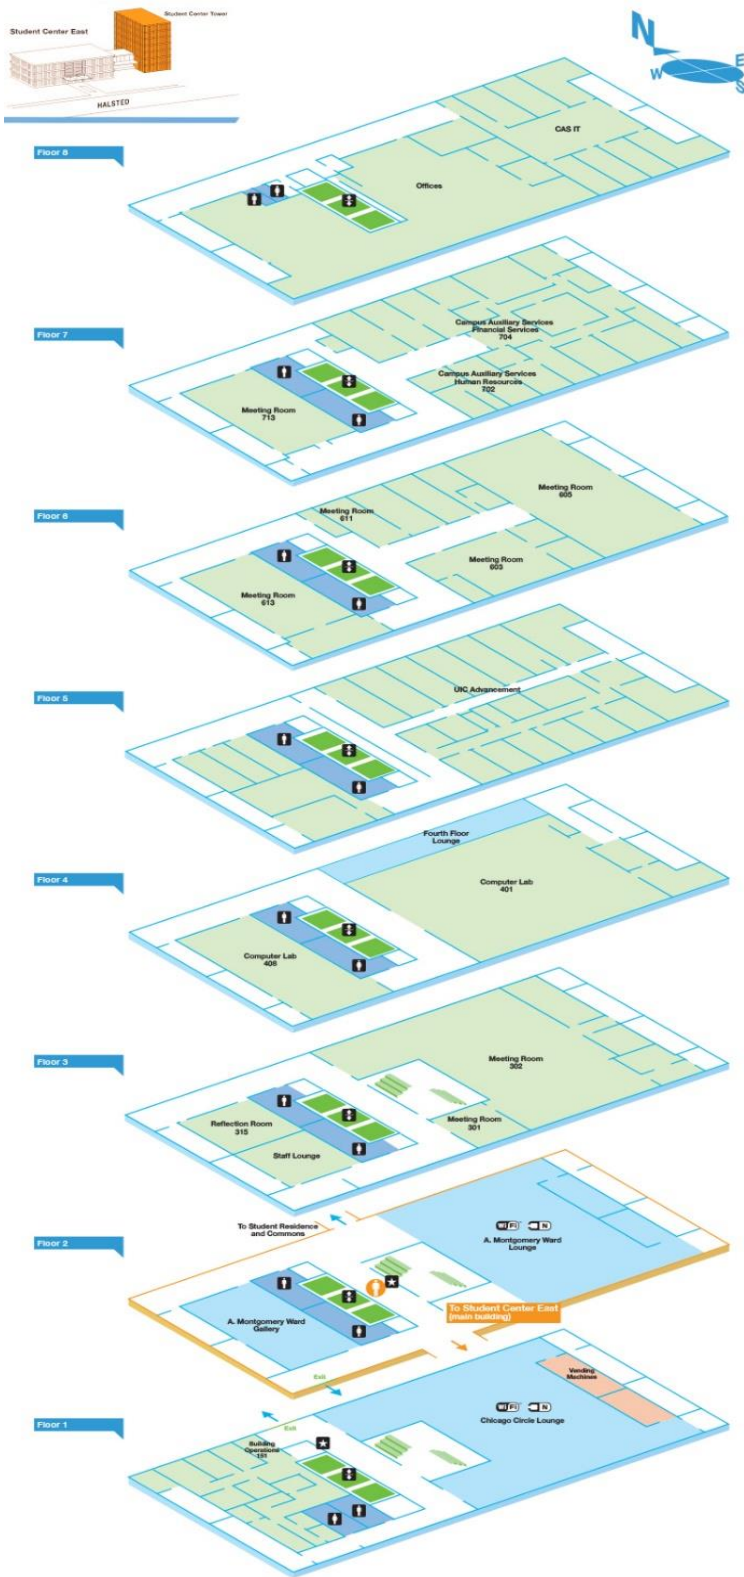 Student Center Tower
Student Center East
HALSTED
N
E
W
S
Floor 8
CAS IT
Offices
Floor 7
Campus Auxiliary Services
Financial Services
704
Campus Auxiliary Services
Human Resources
702
Meeting Room
713
Floor 6
Meeting Room
605
Meeting Room
611
Meeting Room
603
Meeting Room
613
Floor 5
UIC Advancement
Floor 4
Fourth Floor
Lounge
Computer Lab
401
Computer Lab
408
Floor 3
Meeting Room
302
Meeting Room
301
Reflection Room
315
Staff Lounge
Floor 2
To Student Residence
and Commons
WiFi N
A. Montgomery Ward
Lounge
To Student Center East
(main building)
A. Montgomery Ward
Gallery
Exit
Floor 1
Vending
Machines
WiFi N
Chicago Circle Lounge
Exit
Building
Operations
151